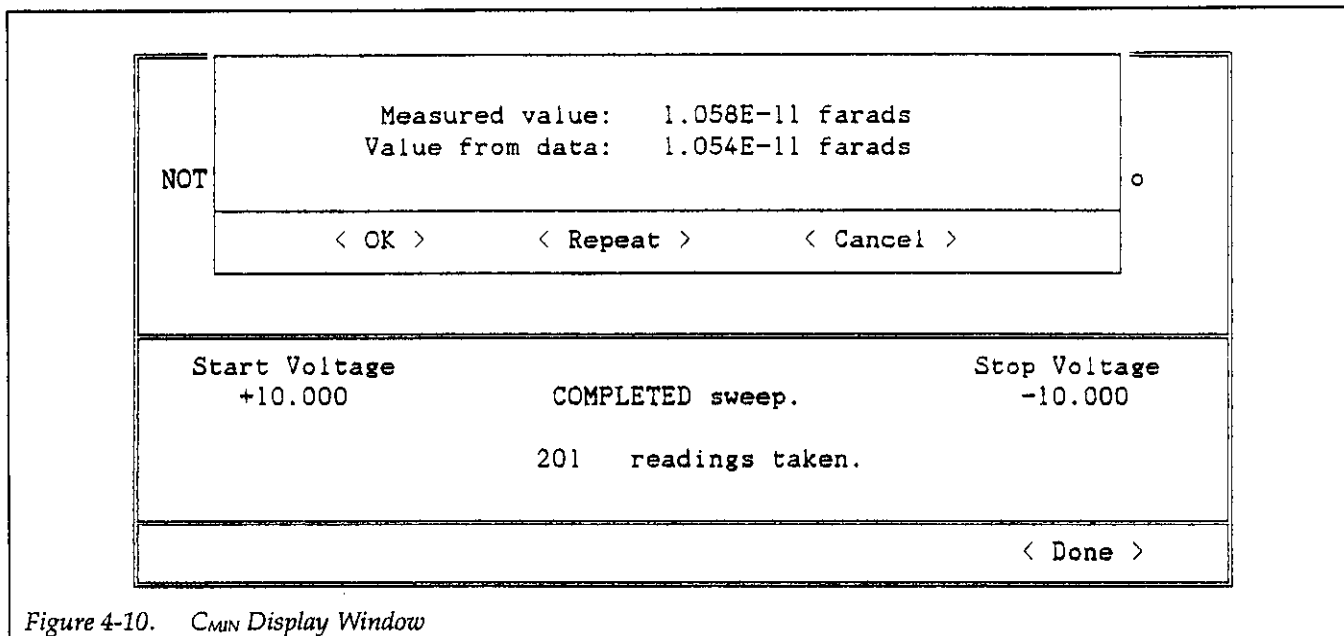 Measured value: 1.058E-11 farads
Value from data: 1.054E-11 farads
NOT o
< OK > < Repeat > < Cancel >
Start Voltage Stop Voltage
+10.000 COMPLETED sweep. -10.000
201 readings taken.
< Done >
Figure 4-10. CMIN Display Window